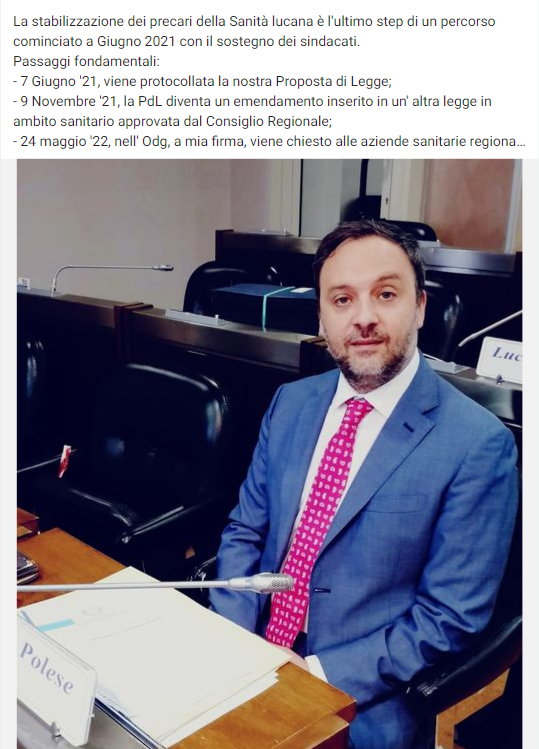 La stabilizzazione dei precari della Sanità lucana è l'ultimo step di un percorso
cominciato a Giugno 2021 con il sostegno dei sindacati.
Passaggi fondamentali:
- 7 Giugno '21, viene protocollata la nostra Proposta di Legge;
- 9 Novembre '21, la PdL diventa un emendamento inserito in un' altra legge in
ambito sanitario approvata dal Consiglio Regionale;
- 24 maggio '22, nell' Odg, a mia firma, viene chiesto alle aziende sanitarie regiona...
Luc
Polese